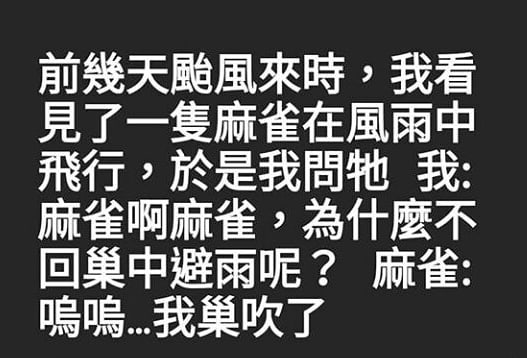 前幾天颱風來時，我看
見了一隻麻雀在風雨中
飛行，於是我問牠 我:
麻雀啊麻雀，為什麼不
回巢中避雨呢？ 麻雀:
嗚嗚...我巢吹了